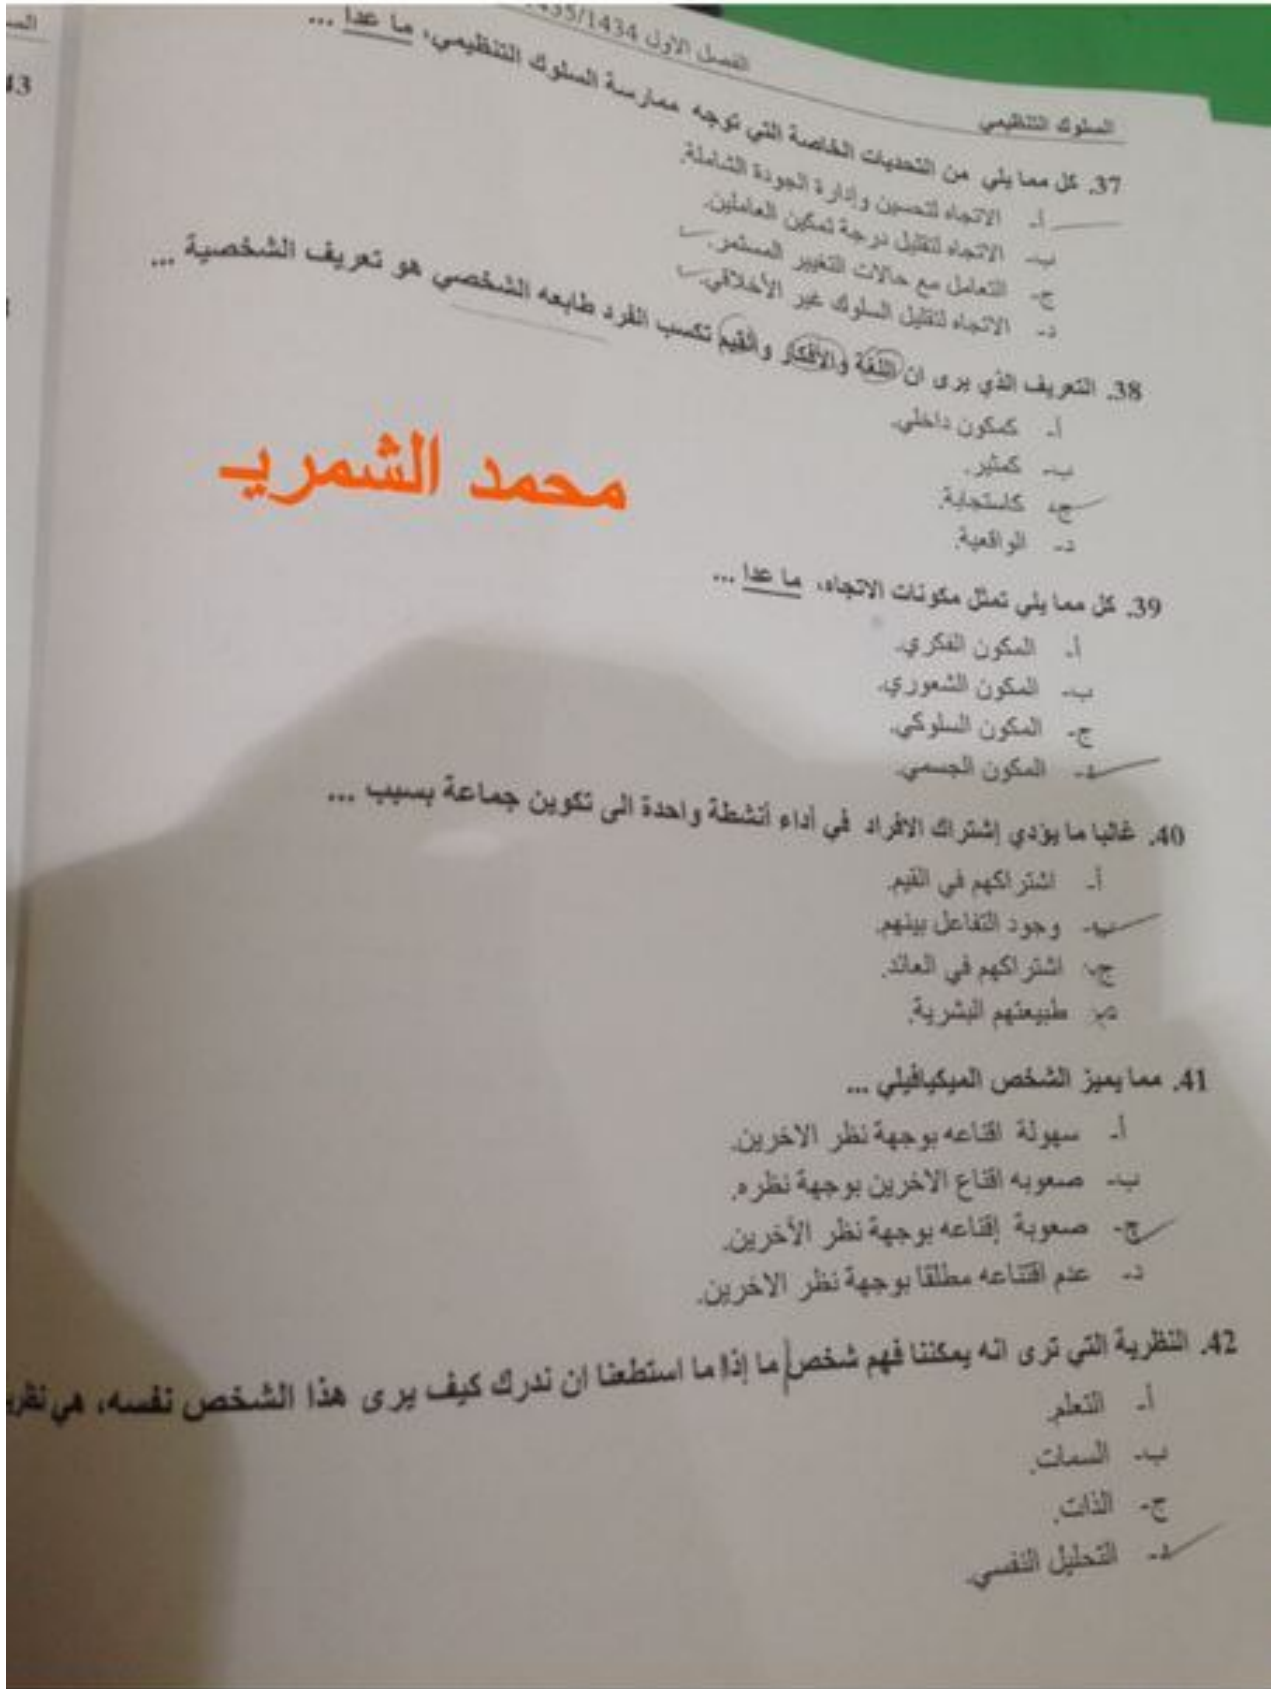 السلوك التنظيمي
الفصل الاول 1435/1434
السـ
37. كل مما يلي من التحديات الخاصة التي توجه ممارسة السلوك التنظيمي، ما عدا ...
أ- الاتجاه لتحسين وإدارة الجودة الشاملة.
ب- الاتجاه لتقليل درجة تمكين العاملين.
ج- التعامل مع حالات التغيير المستمر.
د- الاتجاه لتقليل السلوك غير الأخلاقي.
38. التعريف الذي يرى ان اللغة والأفكار والقيم تكسب الفرد طابعه الشخصي هو تعريف الشخصية ...
أ- كمكون داخلي.
ب- كمثير.
ج- كاستجابة.
د- الواقعية.
محمد الشمريـ
39. كل مما يلي تمثل مكونات الاتجاه، ما عدا ...
أ- المكون الفكري.
ب- المكون الشعوري.
ج- المكون السلوكي.
د- المكون الجسمي.
40. غالبا ما يؤدي إشتراك الافراد في أداء أنشطة واحدة الى تكوين جماعة بسبب ...
أ- اشتراكهم في القيم.
ب- وجود التفاعل بينهم.
ج- اشتراكهم في العائد.
د- طبيعتهم البشرية.
41. مما يميز الشخص الميكيافيلي ...
أ- سهولة اقناعه بوجهة نظر الاخرين.
ب- صعوبه اقناع الاخرين بوجهة نظره.
ج- صعوبة إقناعه بوجهة نظر الأخرين.
د- عدم اقتناعه مطلقا بوجهة نظر الاخرين.
42. النظرية التي ترى انه يمكننا فهم شخص ما إذا ما استطعنا ان ندرك كيف يرى هذا الشخص نفسه، هي
أ- التعلم.
ب- السمات.
ج- الذات.
د- التحليل النفسي.